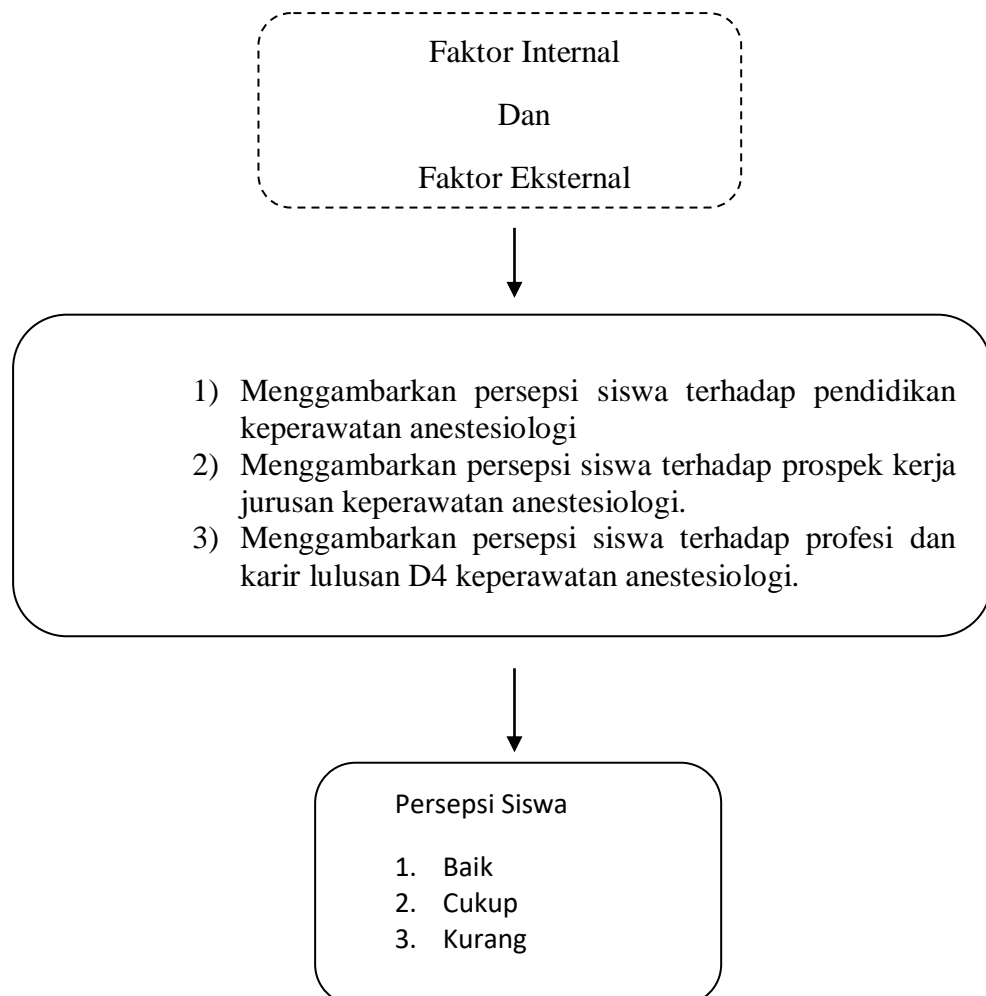 Faktor Internal
Dan
Faktor Eksternal
1) Menggambarkan persepsi siswa terhadap pendidikan
keperawatan anestesiologi
2) Menggambarkan persepsi siswa terhadap prospek kerja
jurusan keperawatan anestesiologi.
3) Menggambarkan persepsi siswa terhadap profesi dan
karir lulusan D4 keperawatan anestesiologi.
Persepsi Siswa
1. Baik
2. Cukup
3. Kurang